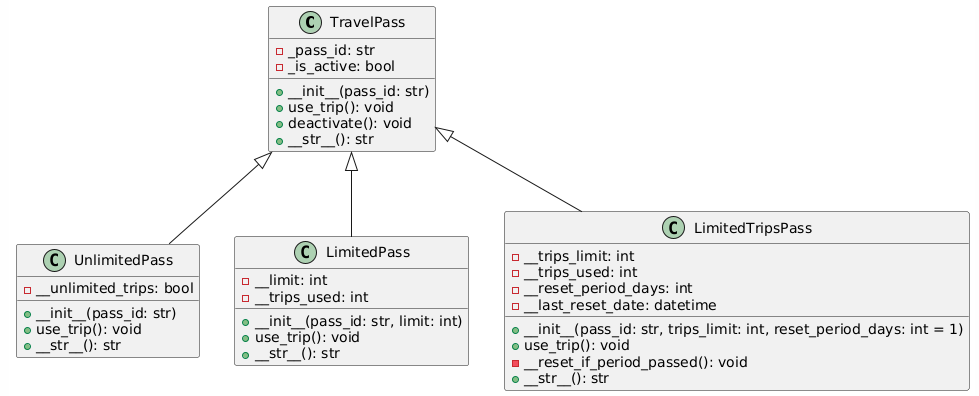 C TravelPass
_pass_id: str
_is_active: bool
__init__(pass_id: str)
use_trip(): void
deactivate(): void
__str__(): str
C UnlimitedPass
__unlimited_trips: bool
__init__(pass_id: str)
use_trip(): void
__str__(): str
C LimitedPass
__limit: int
__trips_used: int
__init__(pass_id: str, limit: int)
use_trip(): void
__str__(): str
C LimitedTripsPass
__trips_limit: int
__trips_used: int
__reset_period_days: int
__last_reset_date: datetime
__init__(pass_id: str, trips_limit: int, reset_period_days: int = 1)
use_trip(): void
__reset_if_period_passed(): void
__str__(): str